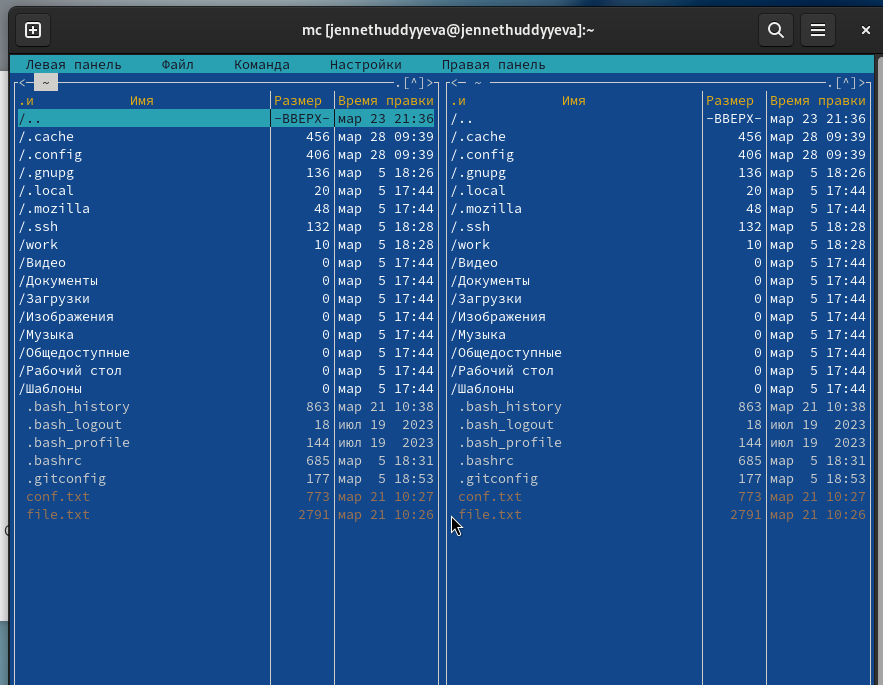 mc [jennethuddyyeva@jennethuddyyeva]:~
Левая панель Файл Команда Настройки Правая панель
<— ~ .[^]> <— ~ .[^]>
.и Имя Размер Время правки .и Имя Размер Время правки
/.. -ВВЕРХ- мар 23 21:36 /.. -ВВЕРХ- мар 23 21:36
/.cache 456 мар 28 09:39 /.cache 456 мар 28 09:39
/.config 406 мар 28 09:39 /.config 406 мар 28 09:39
/.gnupg 136 мар 5 18:26 /.gnupg 136 мар 5 18:26
/.local 20 мар 5 17:44 /.local 20 мар 5 17:44
/.mozilla 48 мар 5 17:44 /.mozilla 48 мар 5 17:44
/.ssh 132 мар 5 18:28 /.ssh 132 мар 5 18:28
/work 10 мар 5 18:28 /work 10 мар 5 18:28
/Видео 0 мар 5 17:44 /Видео 0 мар 5 17:44
/Документы 0 мар 5 17:44 /Документы 0 мар 5 17:44
/Загрузки 0 мар 5 17:44 /Загрузки 0 мар 5 17:44
/Изображения 0 мар 5 17:44 /Изображения 0 мар 5 17:44
/Музыка 0 мар 5 17:44 /Музыка 0 мар 5 17:44
/Общедоступные 0 мар 5 17:44 /Общедоступные 0 мар 5 17:44
/Рабочий стол 0 мар 5 17:44 /Рабочий стол 0 мар 5 17:44
/Шаблоны 0 мар 5 17:44 /Шаблоны 0 мар 5 17:44
.bash_history 863 мар 21 10:38 .bash_history 863 мар 21 10:38
.bash_logout 18 июл 19 2023 .bash_logout 18 июл 19 2023
.bash_profile 144 июл 19 2023 .bash_profile 144 июл 19 2023
.bashrc 685 мар 5 18:31 .bashrc 685 мар 5 18:31
.gitconfig 177 мар 5 18:53 .gitconfig 177 мар 5 18:53
conf.txt 773 мар 21 10:27 conf.txt 773 мар 21 10:27
file.txt 2791 мар 21 10:26 file.txt 2791 мар 21 10:26